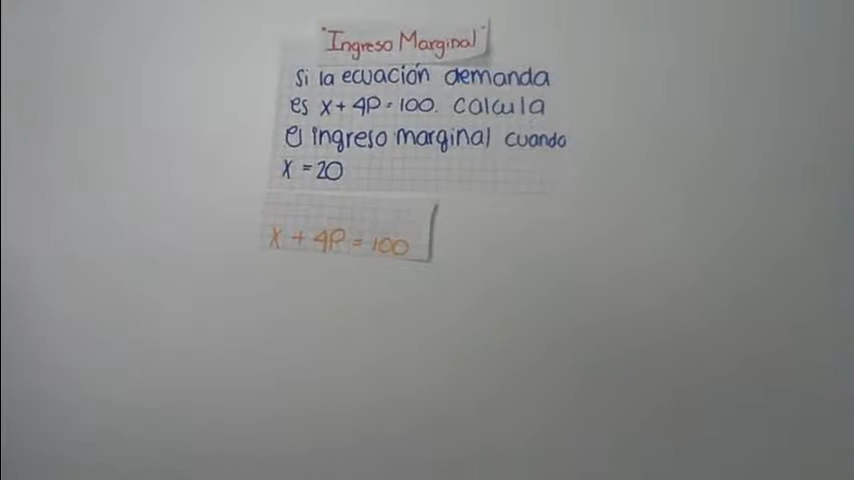 "Ingreso Marginal"
Si la ecuación demanda
es x + 4p = 100. calcula
el ingreso marginal cuando
x = 20
x + 4p = 100